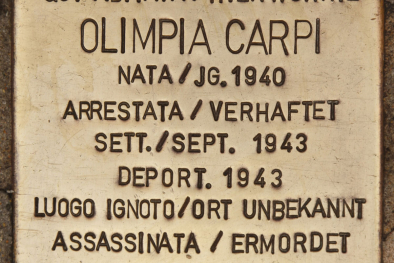 OLIMPIA CARPI
NATA/JG. 1940
ARRESTATA / VERHAFTET
SETT./SEPT. 1943
DEPORT. 1943
LUOGO IGNOTO/ORT UNBEKANNT
ASSASSINATA / ERMORDET